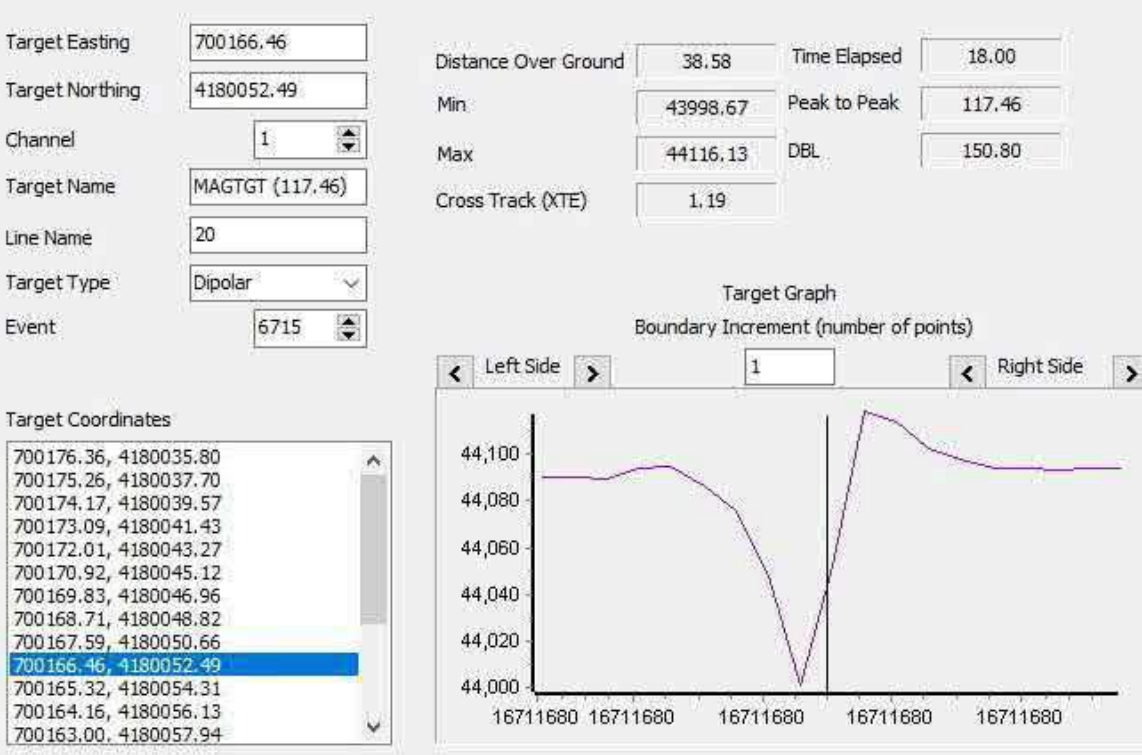 Target Easting 700166.46
Target Northing 4180052.49
Channel 1
Target Name MAGTGT (117.46)
Line Name 20
Target Type Dipolar
Event 6715
Distance Over Ground 38.58 Time Elapsed 18.00
Min 43998.67 Peak to Peak 117.46
Max 44116.13 DBL 150.80
Cross Track (XTE) 1.19
Target Graph
Boundary Increment (number of points)
< Left Side > 1 < Right Side >
Target Coordinates
700176.36, 4180035.80
700175.26, 4180037.70
700174.17, 4180039.57
700173.09, 4180041.43
700172.01, 4180043.27
700170.92, 4180045.12
700169.83, 4180046.96
700168.71, 4180048.82
700167.59, 4180050.66
700166.46, 4180052.49
700165.32, 4180054.31
700164.16, 4180056.13
700163.00, 4180057.94
44,100
44,080
44,060
44,040
44,020
44,000
16711680 16711680 16711680 16711680 16711680